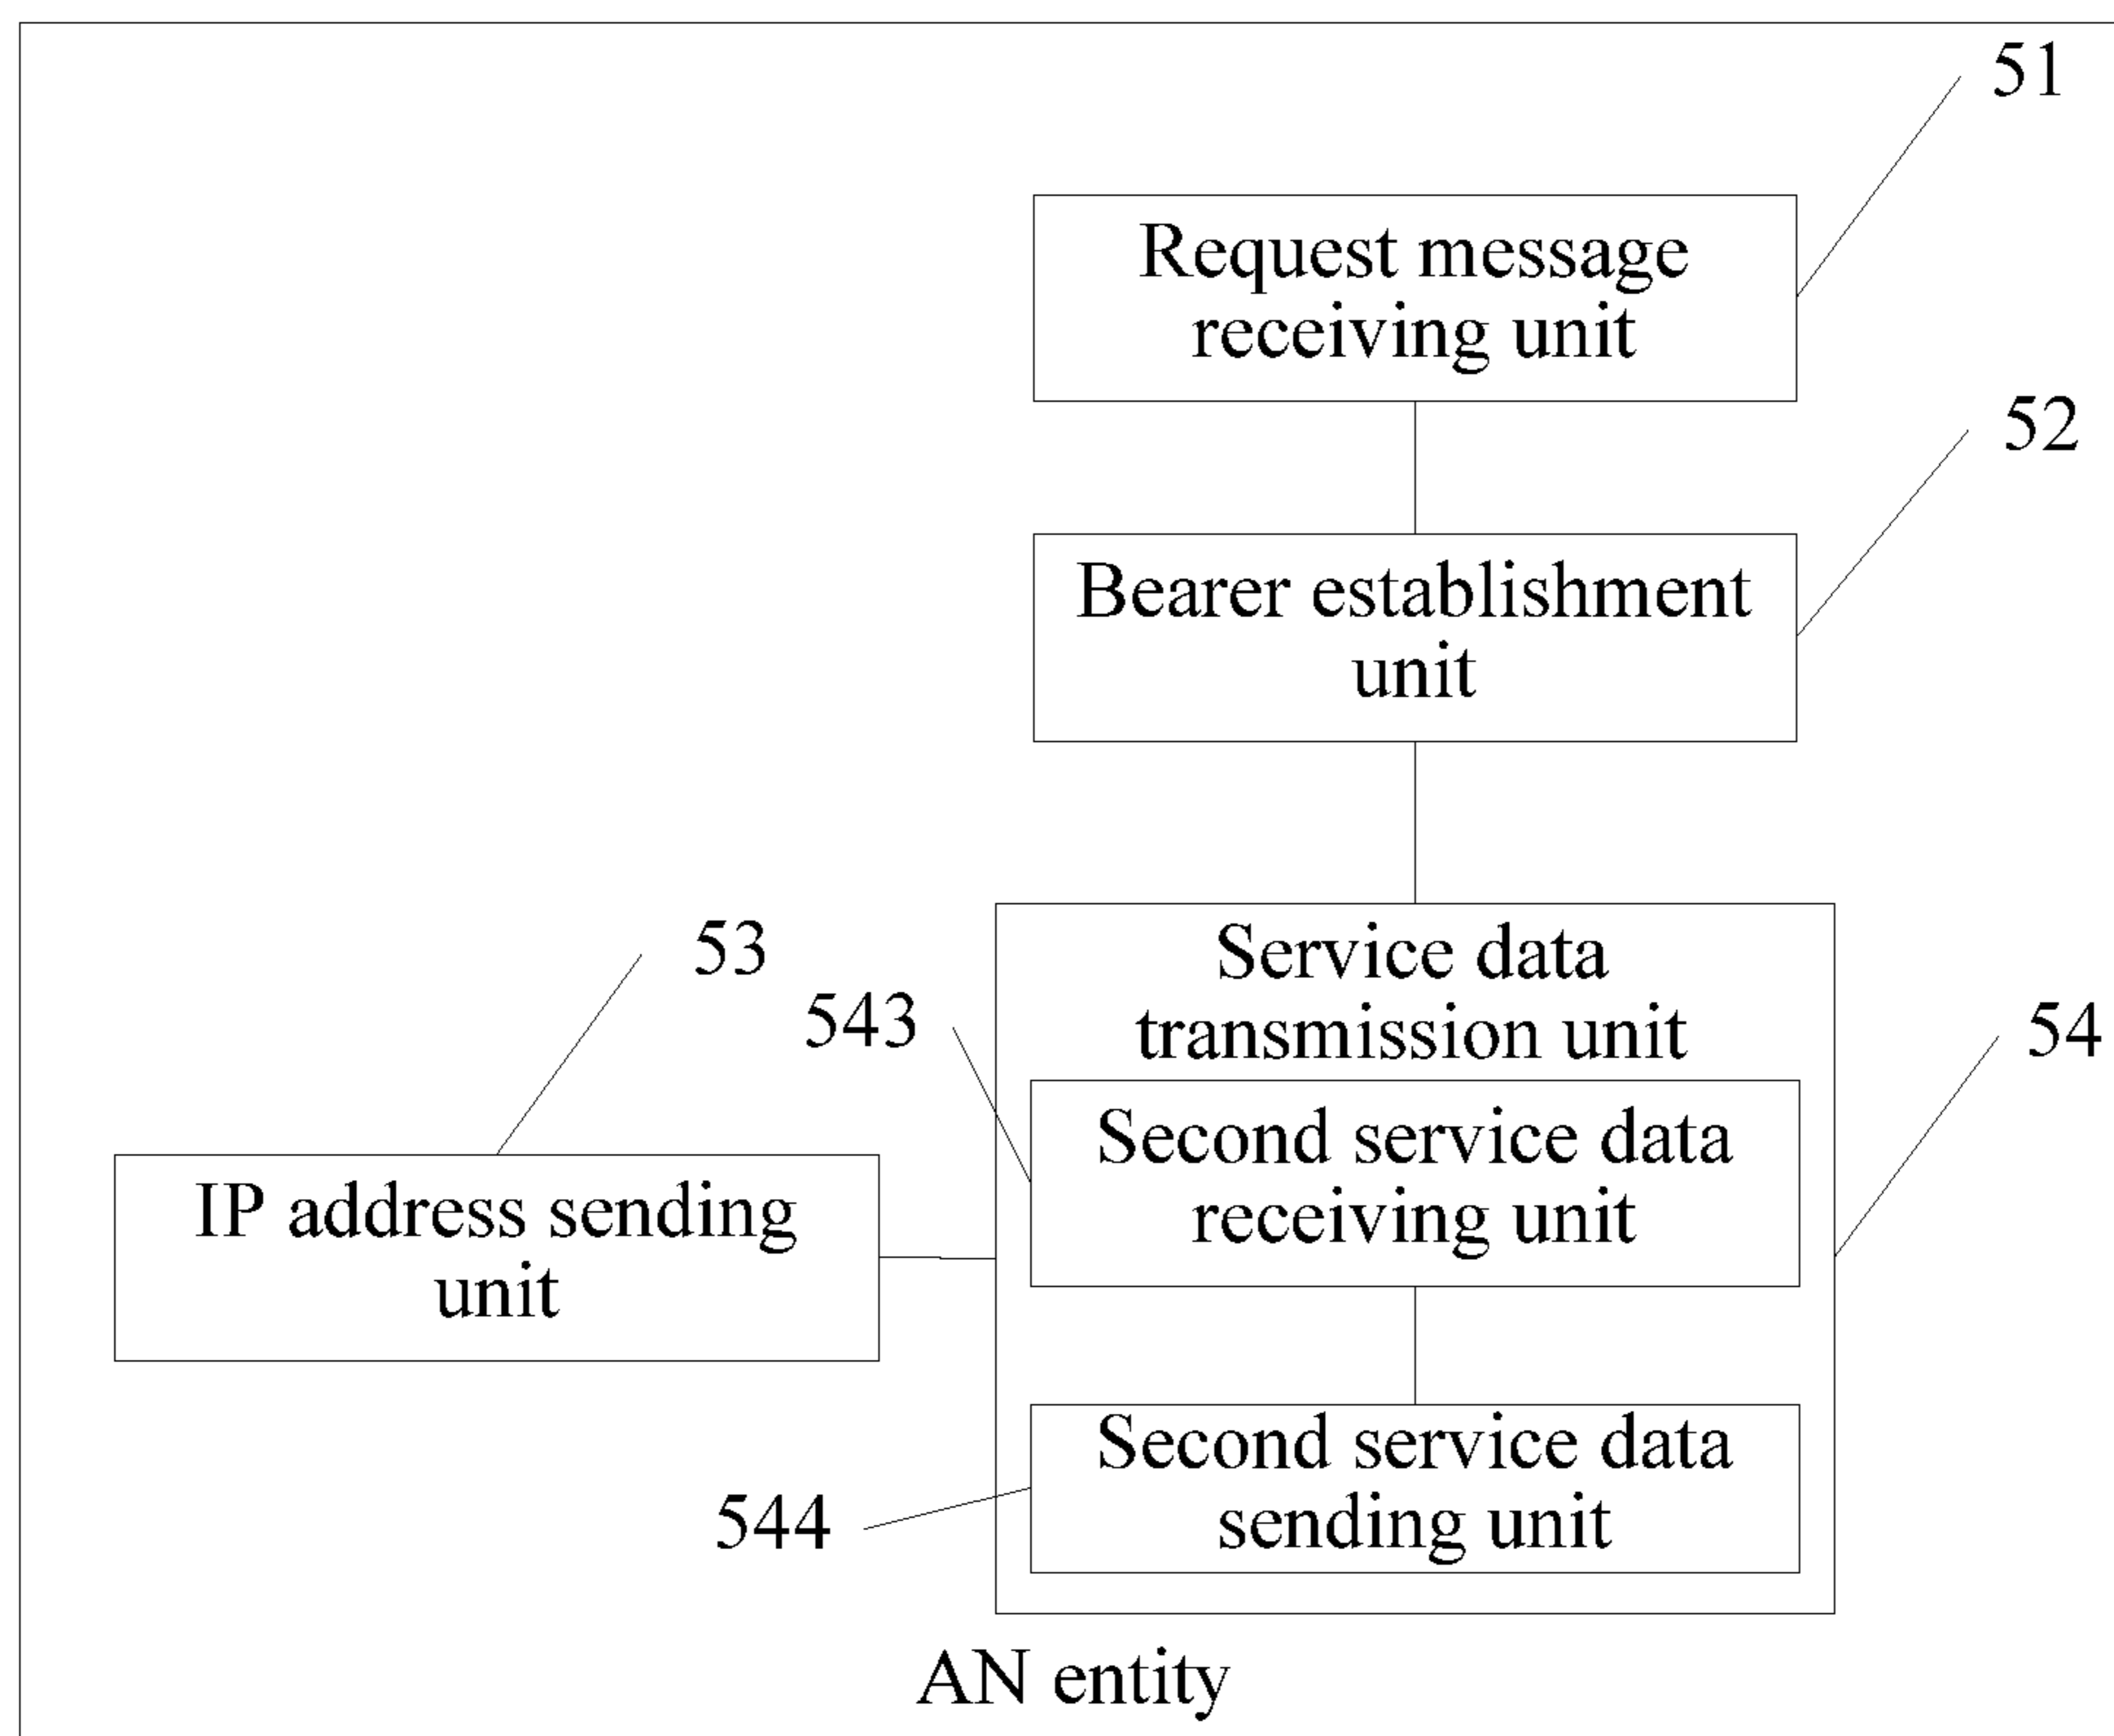 51
Request message
receiving unit
52
Bearer establishment
unit
53
543
Service data
transmission unit
54
Second service data
receiving unit
IP address sending
unit
544
Second service data
sending unit
AN entity